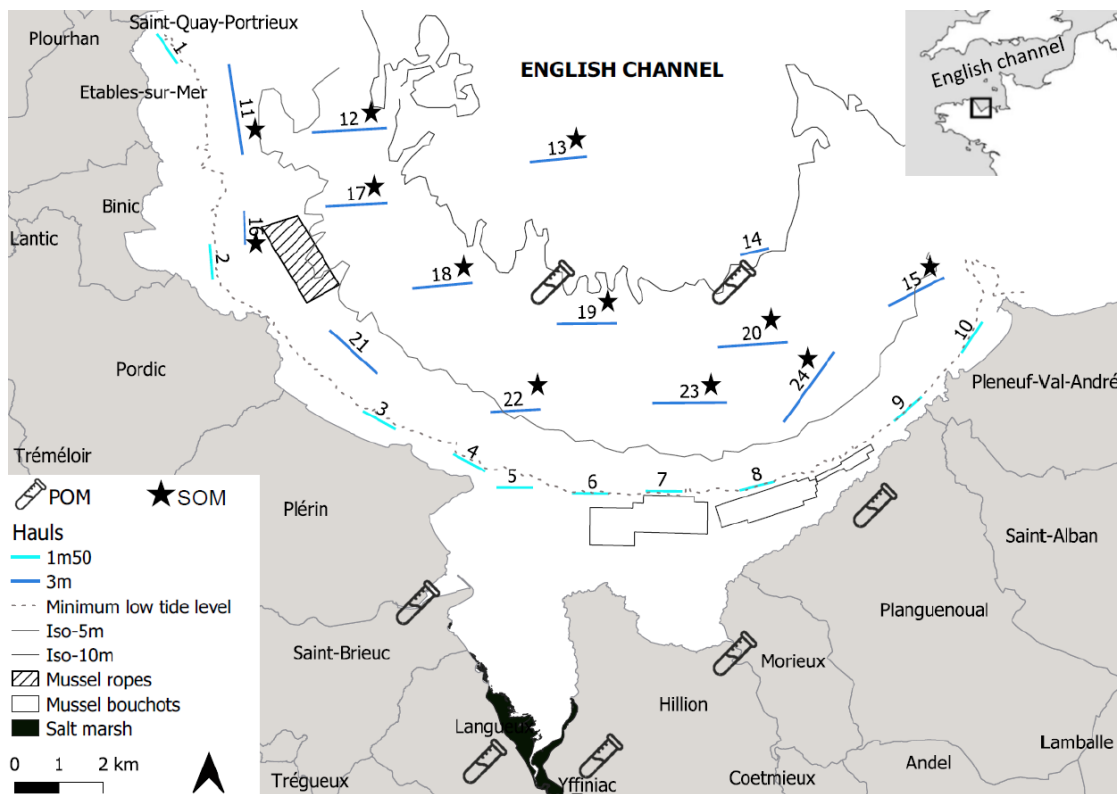 Saint-Quay-Portrieux
Plourhan
1
ENGLISH CHANNEL
English channel
Etables-sur-Mer
11
12
13
17
Binic
16
Lantic
2
14
18
15
19
20
10
21
24
Pordic
Pleneuf-Val-André
22
23
9
3
4
5
6
7
8
Tréméloir
POM
SOM
Plérin
Saint-Alban
Hauls
1m50
3m
Minimum low tide level
Iso-5m
Iso-10m
Mussel ropes
Mussel bouchots
Salt marsh
0 1 2 km
Planguenoual
Saint-Brieuc
Morieux
Hillion
Langueux
Lamballe
Andel
Trégueux
Yffiniac
Coetmieux